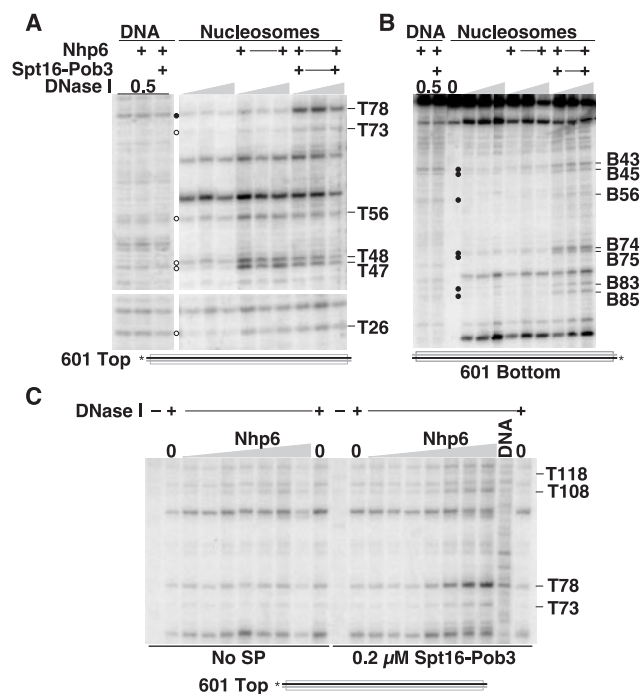 A
DNA Nucleosomes
Nhp6 + + + + + +
Spt16-Pob3 + + +
DNase I 0.5
T78
T73
T56
T48
T47
T26
601 Top *
B
DNA Nucleosomes
+ + + + + +
+ + +
0.5 0
B43
B45
B56
B74
B75
B83
B85
*
601 Bottom
C
DNase I − + + − + +
Nhp6 Nhp6
0 0 0 DNA 0
T118
T108
T78
T73
No SP 0.2 µM Spt16-Pob3
601 Top *